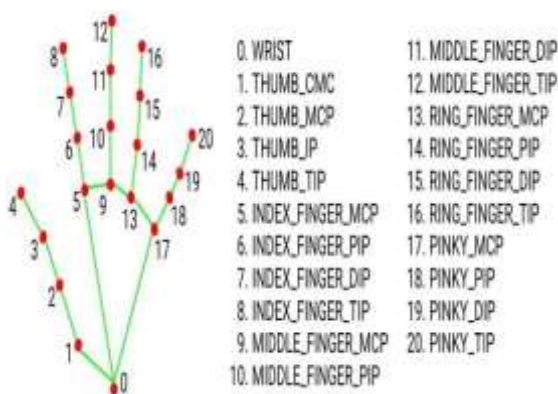 12
8
16
11
7
15
10
20
6
14
19
4
5
9
13
18
3
17
2
1
0
0. WRIST
1. THUMB_CMC
2. THUMB_MCP
3. THUMB_IP
4. THUMB_TIP
5. INDEX_FINGER_MCP
6. INDEX_FINGER_PIP
7. INDEX_FINGER_DIP
8. INDEX_FINGER_TIP
9. MIDDLE_FINGER_MCP
10. MIDDLE_FINGER_PIP
11. MIDDLE_FINGER_DIP
12. MIDDLE_FINGER_TIP
13. RING_FINGER_MCP
14. RING_FINGER_PIP
15. RING_FINGER_DIP
16. RING_FINGER_TIP
17. PINKY_MCP
18. PINKY_PIP
19. PINKY_DIP
20. PINKY_TIP